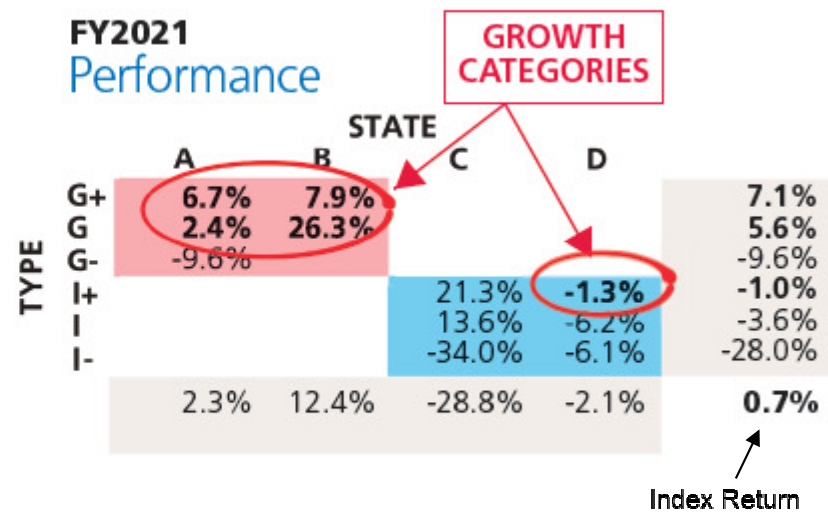 FY2021
Performance
GROWTH
CATEGORIES
STATE
A B C D
TYPE
G+ 6.7% 7.9% 7.1%
G 2.4% 26.3% 5.6%
G- -9.6% -9.6%
I+ 21.3% -1.3% -1.0%
I 13.6% -6.2% -3.6%
I- -34.0% -6.1% -28.0%
2.3% 12.4% -28.8% -2.1% 0.7%
Index Return